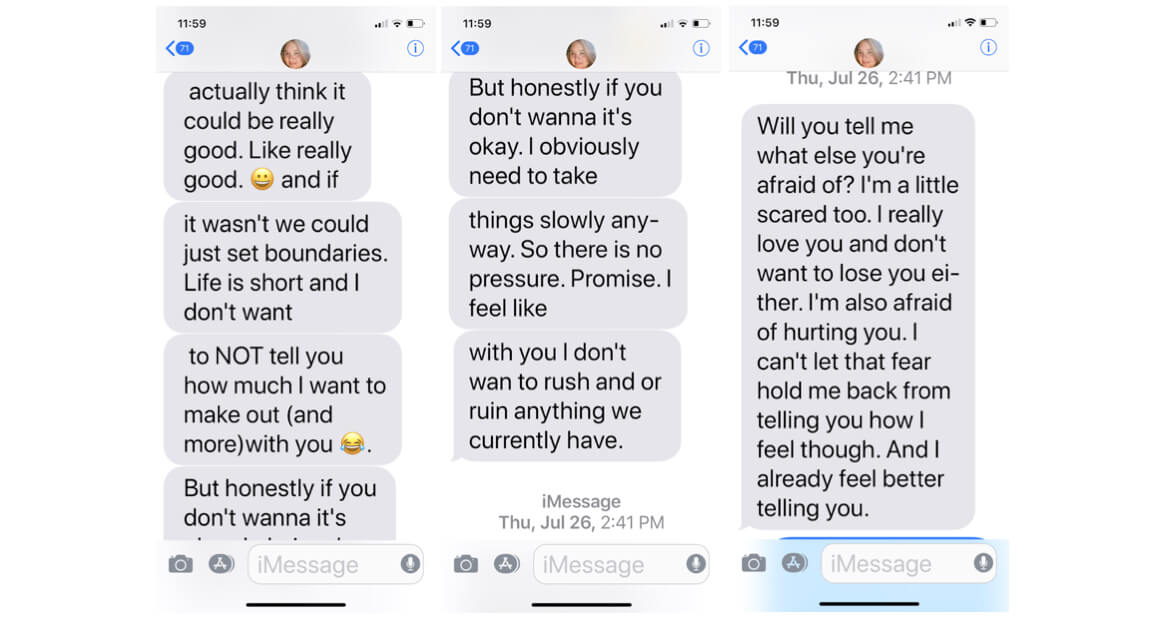 11:59
71
actually think it
could be really
good. Like really
good. 😀 and if
it wasn't we could
just set boundaries.
Life is short and I
don't want
to NOT tell you
how much I want to
make out (and
more)with you 😂.
But honestly if you
don't wanna it's
iMessage
11:59
71
But honestly if you
don't wanna it's
okay. I obviously
need to take
things slowly any-
way. So there is no
pressure. Promise. I
feel like
with you I don't
wan to rush and or
ruin anything we
currently have.
iMessage
Thu, Jul 26, 2:41 PM
iMessage
11:59
71
Thu, Jul 26, 2:41 PM
Will you tell me
what else you're
afraid of? I'm a little
scared too. I really
love you and don't
want to lose you ei-
ther. I'm also afraid
of hurting you. I
can't let that fear
hold me back from
telling you how I
feel though. And I
already feel better
telling you.
iMessage